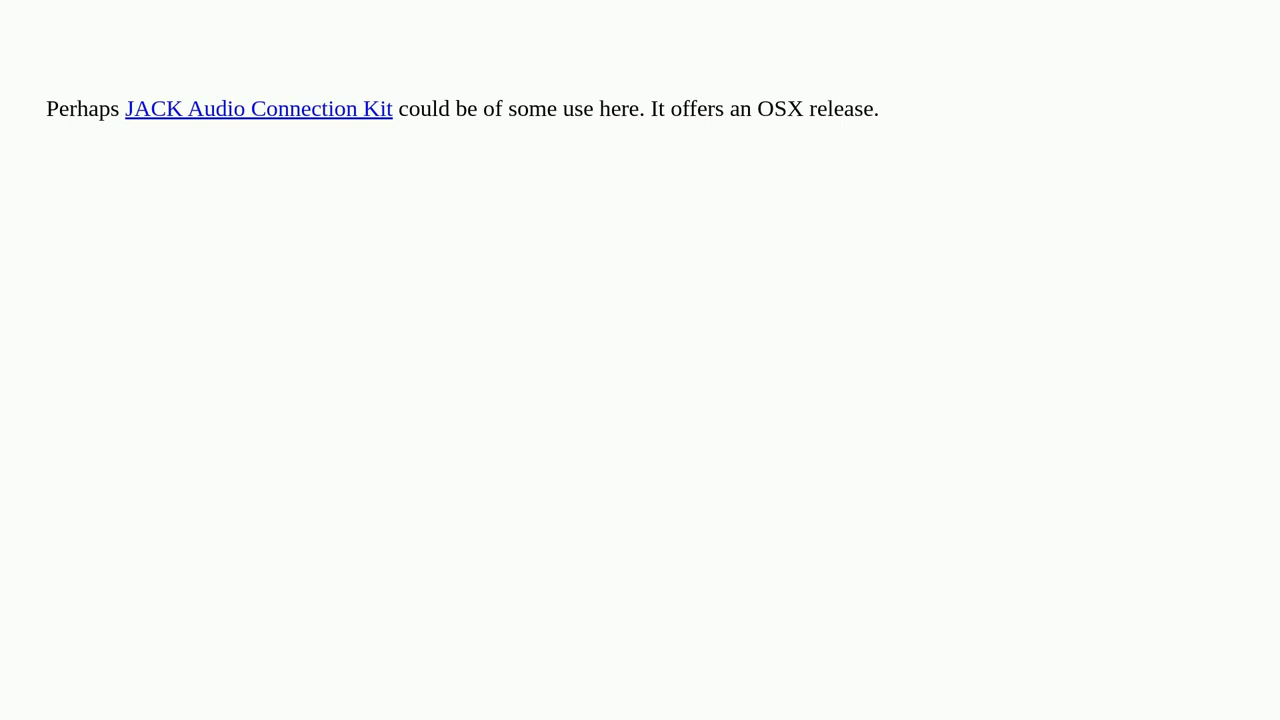 Perhaps JACK Audio Connection Kit could be of some use here. It offers an OSX release.